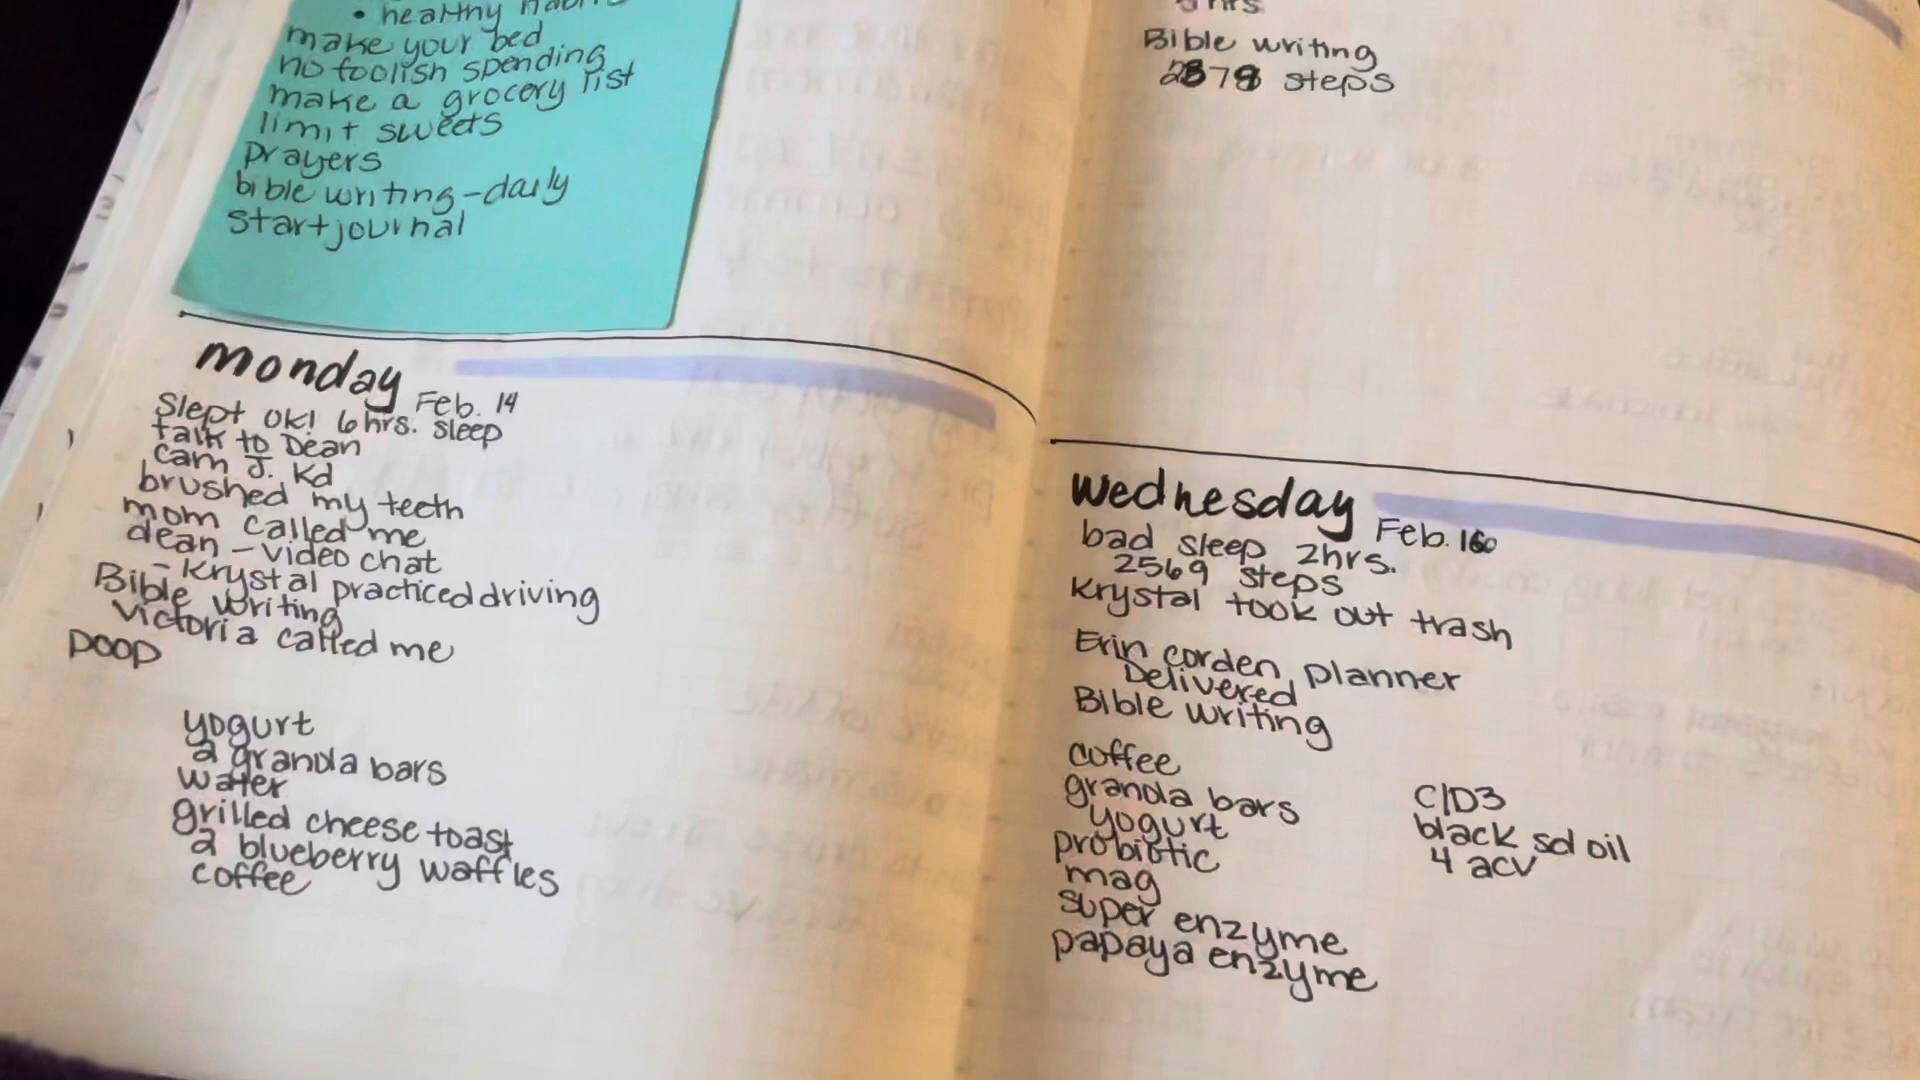 • healthy
make your bed
no foolish spending
make a grocery list
limit sweets
prayers
bible writing-daily
start journal
monday Feb. 14
Slept OK! 6 hrs. sleep
talk to Dean
cam J. Kd
brushed my teeth
mom called me
dean - video chat
- Krystal practiced driving
Bible writing
Victoria called me
poop
yogurt
2 granola bars
water
grilled cheese toast
2 blueberry waffles
coffee
hrs.
Bible writing
steps
wednesday Feb. 16
bad sleep 2hrs.
2569 steps
Krystal took out trash
Erin corden planner
Delivered
Bible writing
coffee
granola bars
yogurt
probiotic
mag
super enzyme
papaya enzyme
C/D3
black sd oil
4 acv